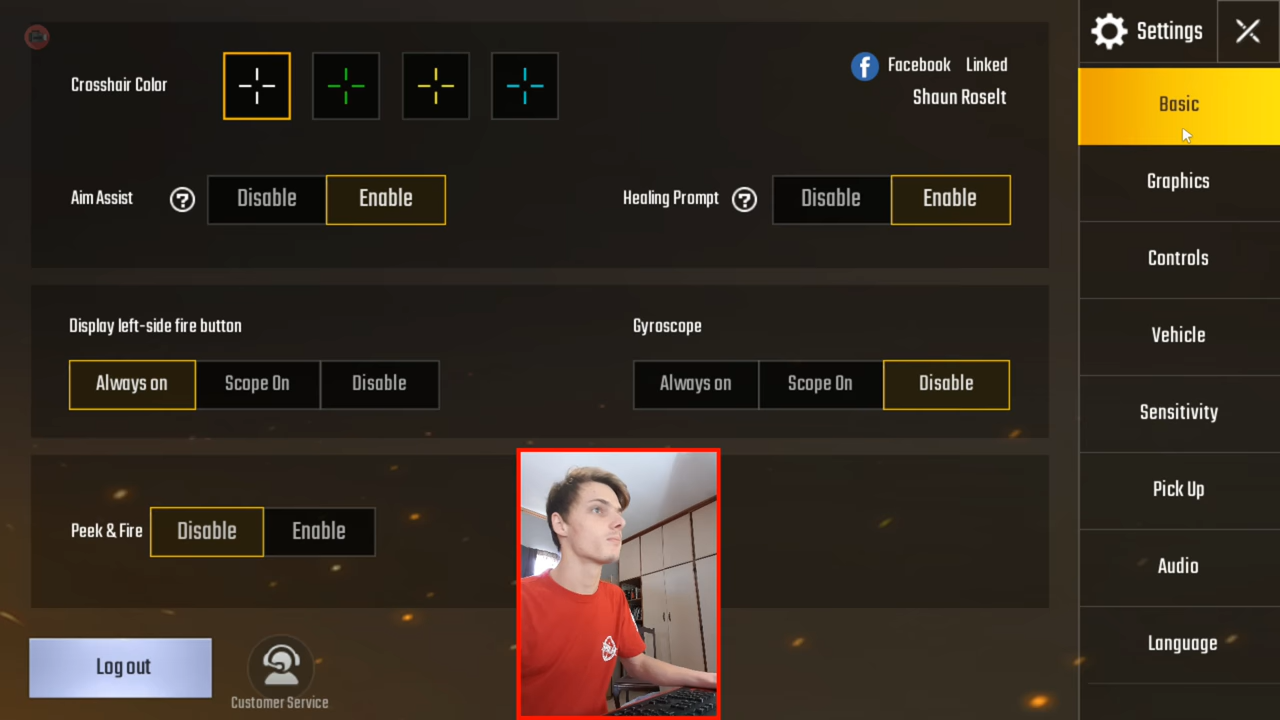 Settings
Crosshair Color
Facebook Linked
Shaun Roselt
Basic
Aim Assist ? Disable Enable
Healing Prompt ? Disable Enable
Graphics
Controls
Display left-side fire button
Gyroscope
Vehicle
Always on Scope On Disable
Always on Scope On Disable
Sensitivity
Pick Up
Peek & Fire Disable Enable
Audio
Language
Log out
Customer Service